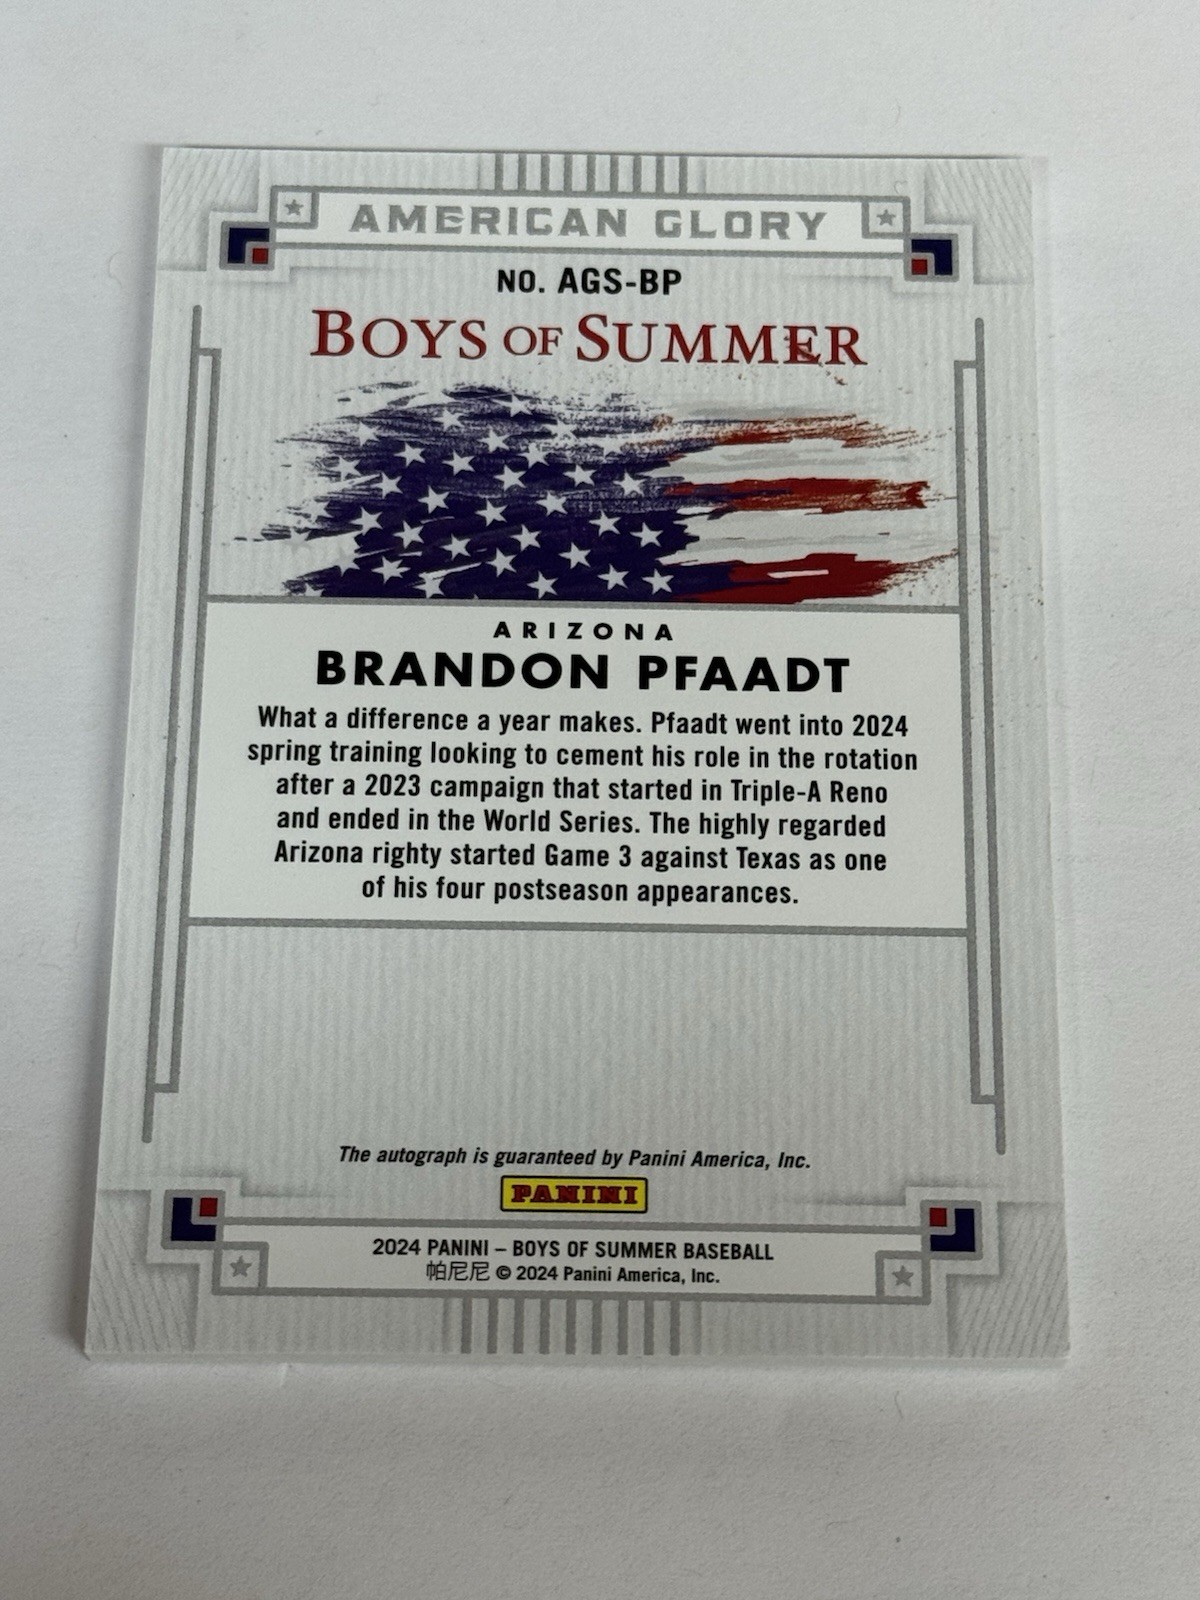 AMERICAN GLORY
NO. AGS-BP
BOYS OF SUMMER
ARIZONA
BRANDON PFAADT
What a difference a year makes. Pfaadt went into 2024
spring training looking to cement his role in the rotation
after a 2023 campaign that started in Triple-A Reno
and ended in the World Series. The highly regarded
Arizona righty started Game 3 against Texas as one
of his four postseason appearances.
The autograph is guaranteed by Panini America, Inc.
PANINI
2024 PANINI – BOYS OF SUMMER BASEBALL
帕尼尼 © 2024 Panini America, Inc.